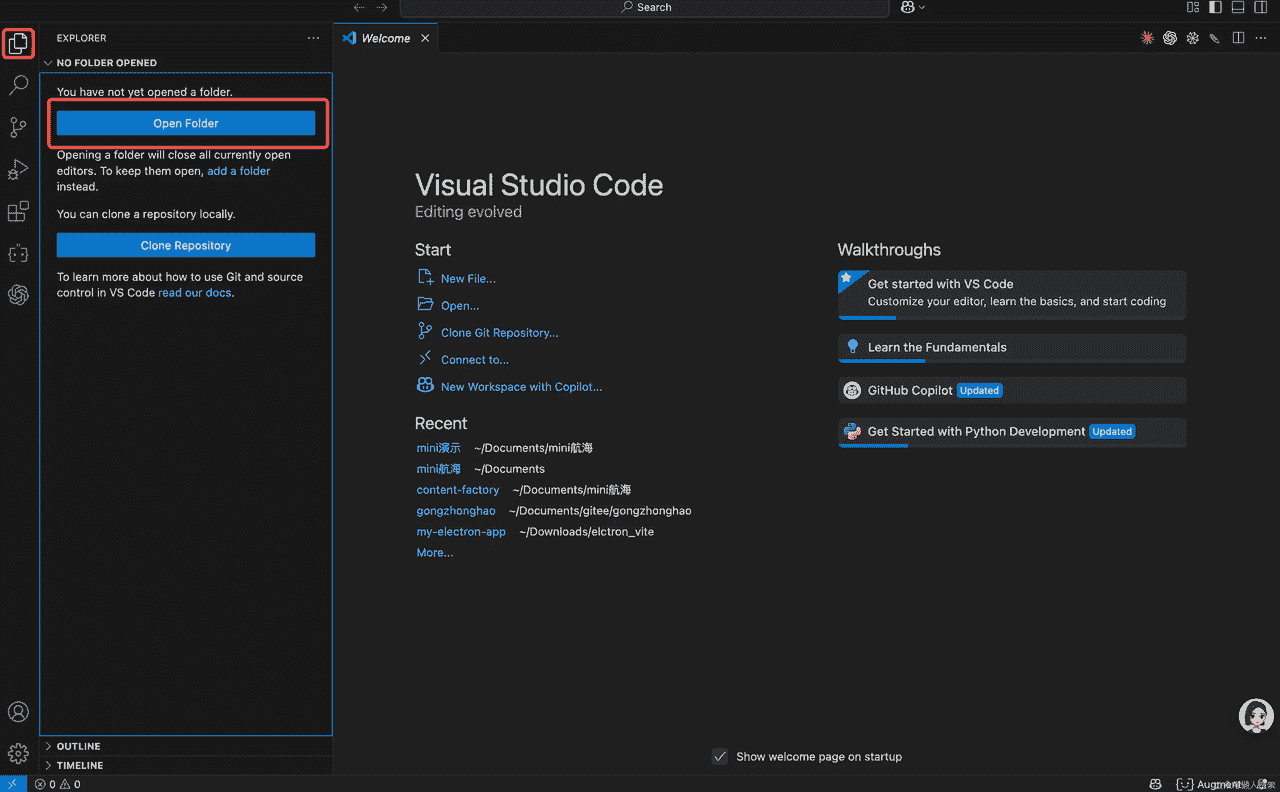 Search
EXPLORER
Welcome
NO FOLDER OPENED
You have not yet opened a folder.
Open Folder
Opening a folder will close all currently open
editors. To keep them open, add a folder
instead.
You can clone a repository locally.
Clone Repository
To learn more about how to use Git and source
control in VS Code read our docs.
OUTLINE
TIMELINE
Visual Studio Code
Editing evolved
Start
New File...
Open...
Clone Git Repository...
Connect to...
New Workspace with Copilot...
Recent
mini演示 ~/Documents/mini航海
mini航海 ~/Documents
content-factory ~/Documents/mini航海
gongzhonghao ~/Documents/gitee/gongzhonghao
my-electron-app ~/Downloads/elctron_vite
More...
Walkthroughs
Get started with VS Code
Customize your editor, learn the basics, and start coding
Learn the Fundamentals
GitHub Copilot Updated
Get Started with Python Development Updated
Show welcome page on startup
0 0